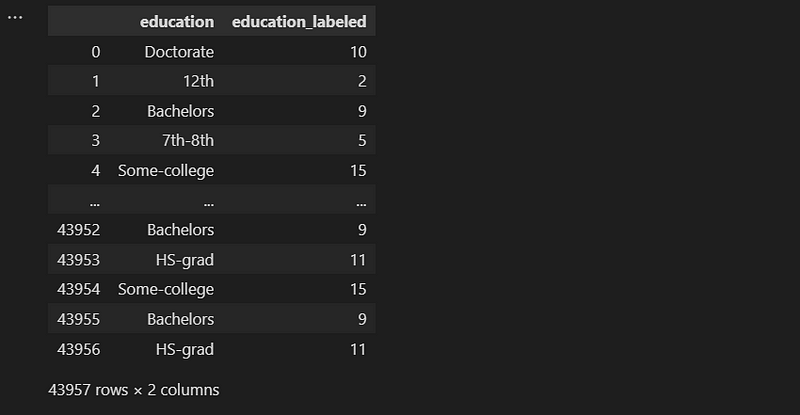 ...
education education_labeled
0 Doctorate 10
1 12th 2
2 Bachelors 9
3 7th-8th 5
4 Some-college 15
... ... ...
43952 Bachelors 9
43953 HS-grad 11
43954 Some-college 15
43955 Bachelors 9
43956 HS-grad 11
43957 rows × 2 columns